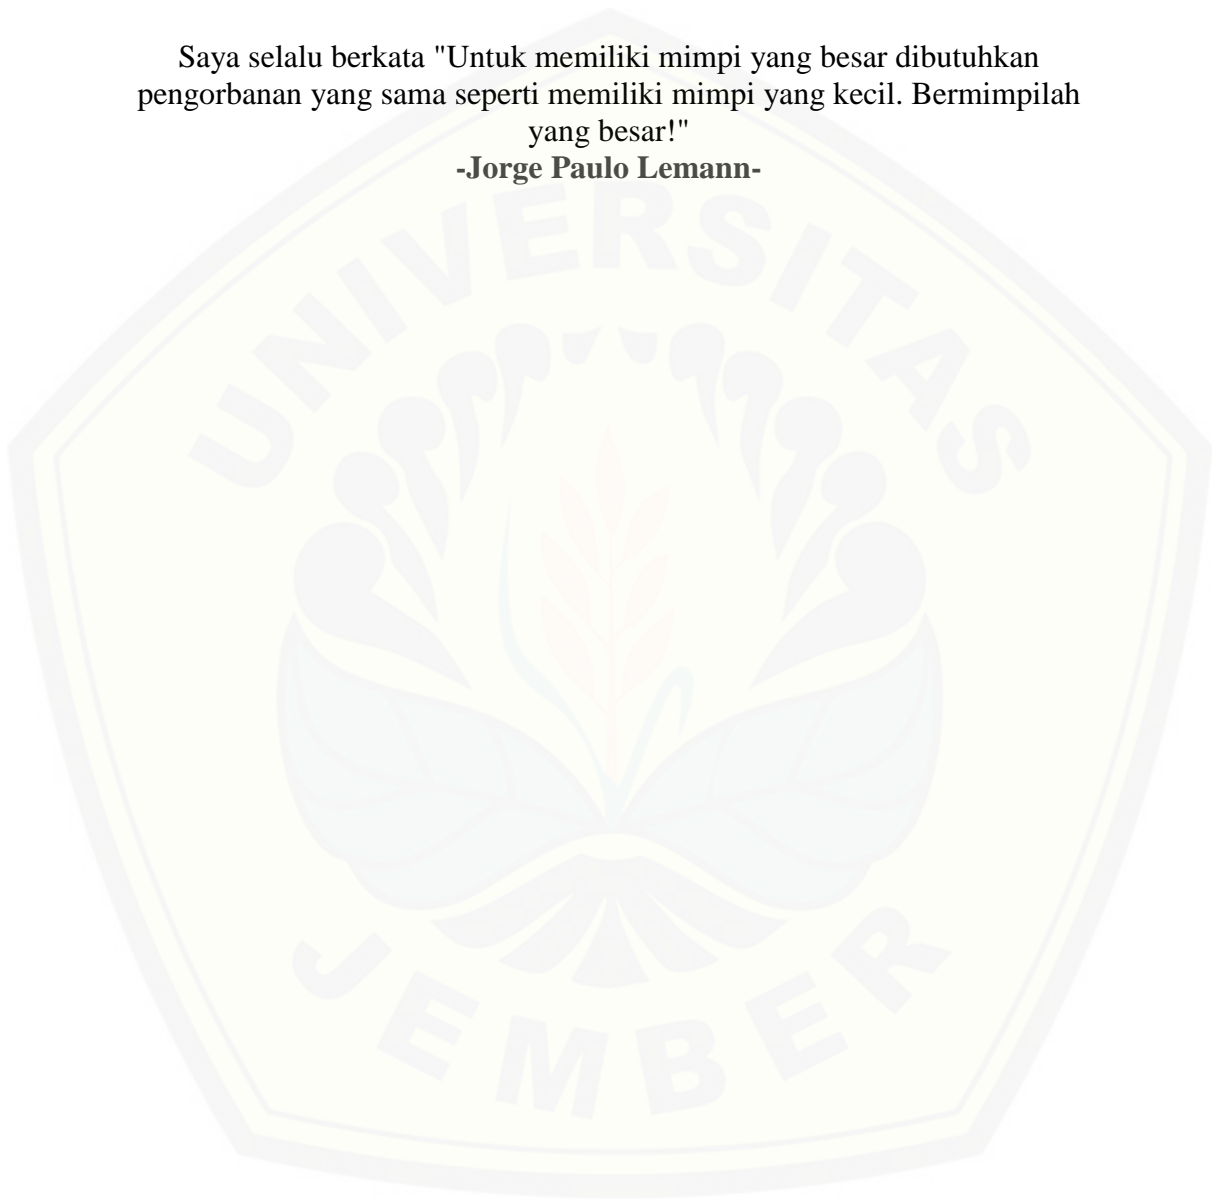 Saya selalu berkata "Untuk memiliki mimpi yang besar dibutuhkan
pengorbanan yang sama seperti memiliki mimpi yang kecil. Bermimpilah
yang besar!"
-Jorge Paulo Lemann-
UNIVERSITAS
JEMBER